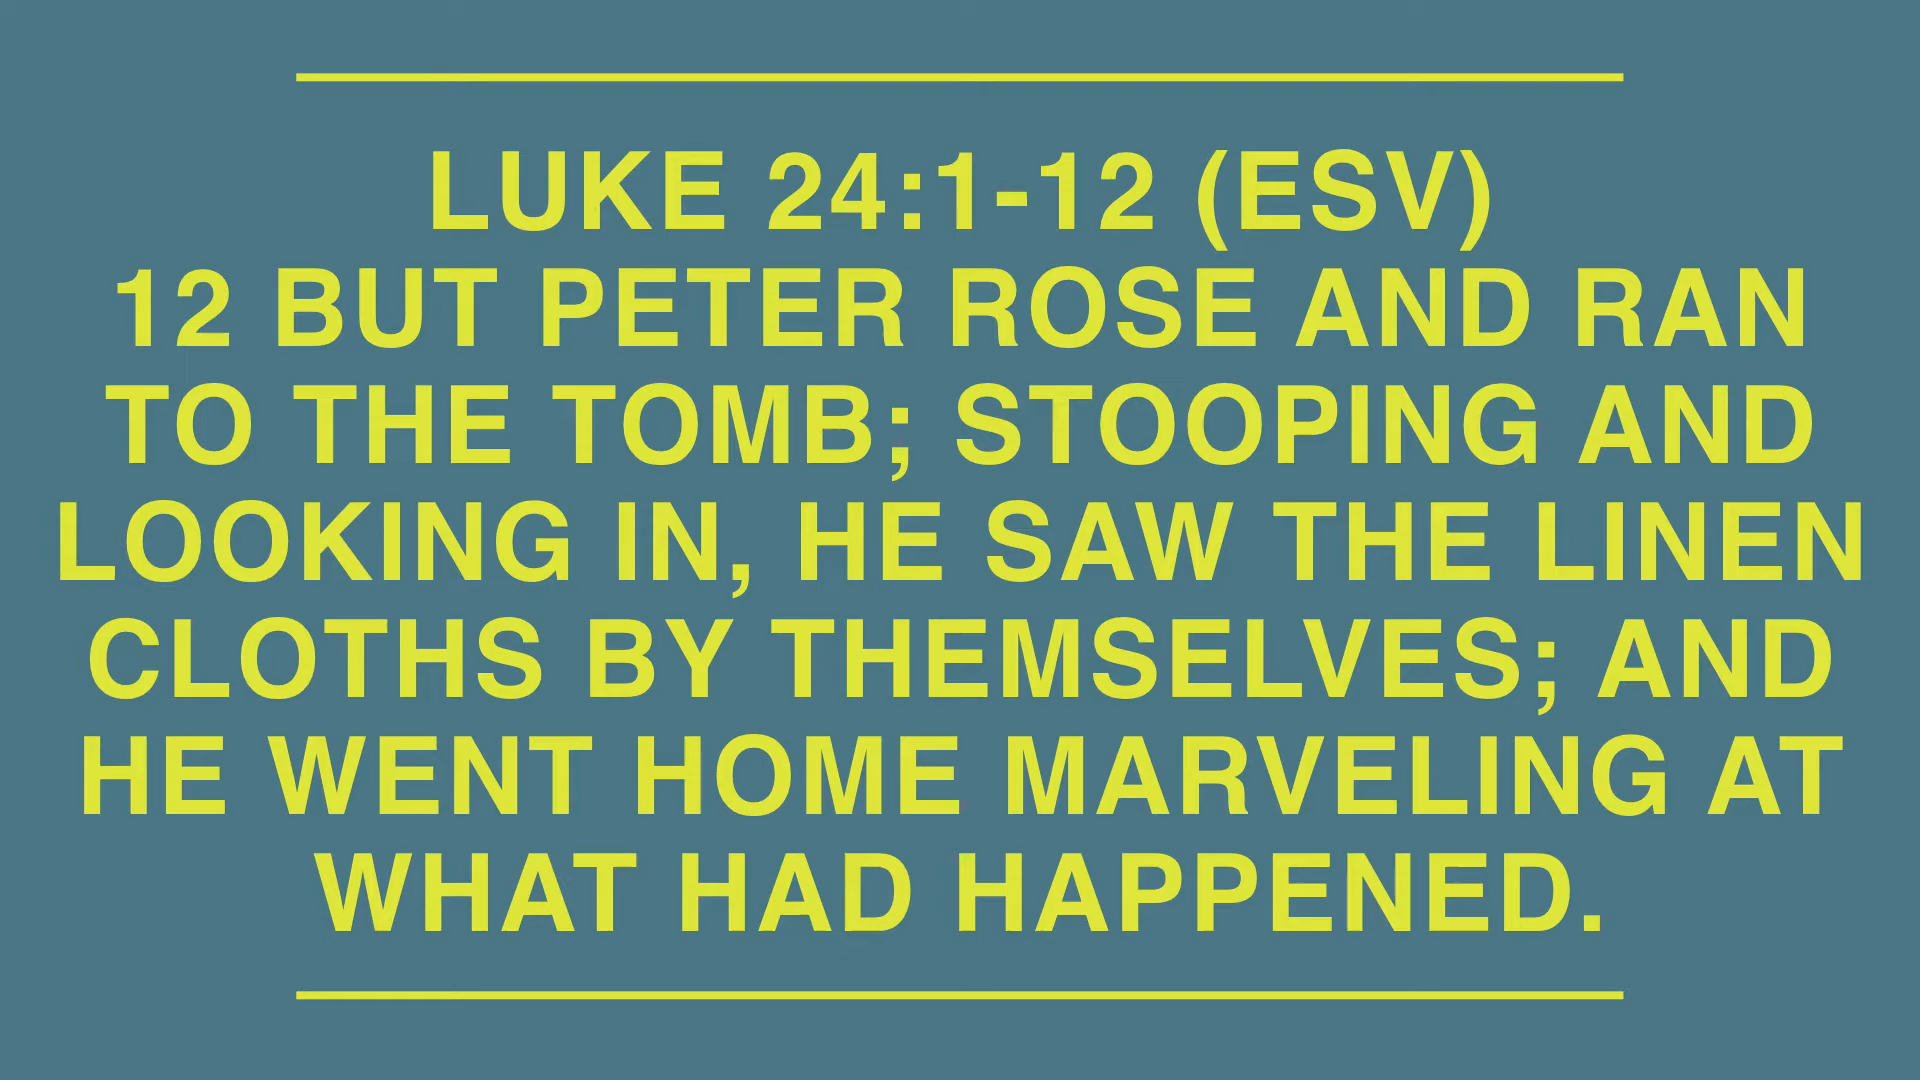 LUKE 24:1-12 (ESV)
12 BUT PETER ROSE AND RAN
TO THE TOMB; STOOPING AND
LOOKING IN, HE SAW THE LINEN
CLOTHS BY THEMSELVES; AND
HE WENT HOME MARVELING AT
WHAT HAD HAPPENED.